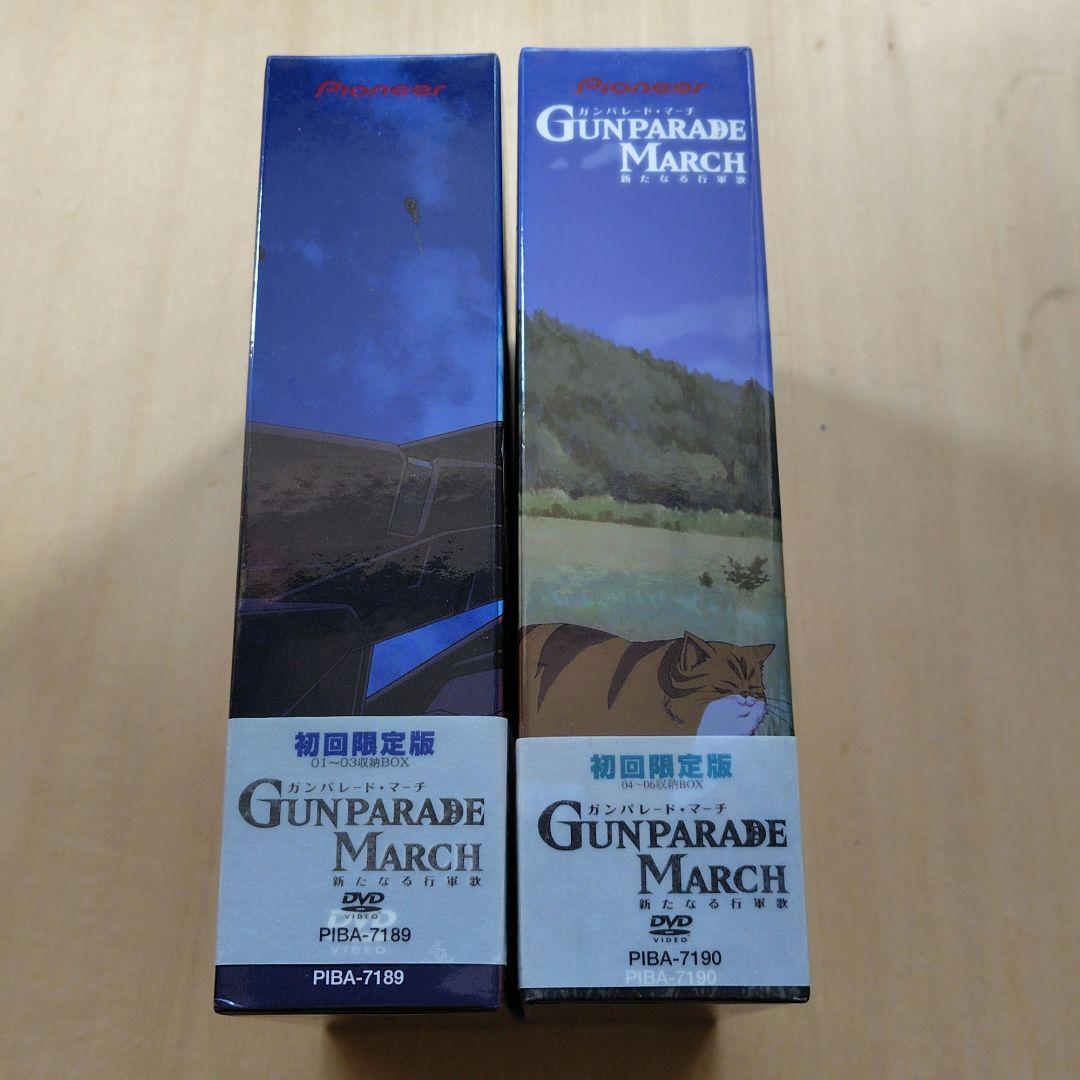 Pioneer
初回限定版
01～03収納BOX
ガンパレード・マーチ
GUNPARADE
MARCH
新たなる行軍歌
DVD
VIDEO
DVD
VIDEO
PIBA-7189
PIBA-7189
Pioneer
ガンパレード・マーチ
GUNPARADE
MARCH
新たなる行軍歌
初回限定版
04～06収納BOX
ガンパレード・マーチ
GUNPARADE
MARCH
新たなる行軍歌
DVD
VIDEO
PIBA-7190
PIBA-7190